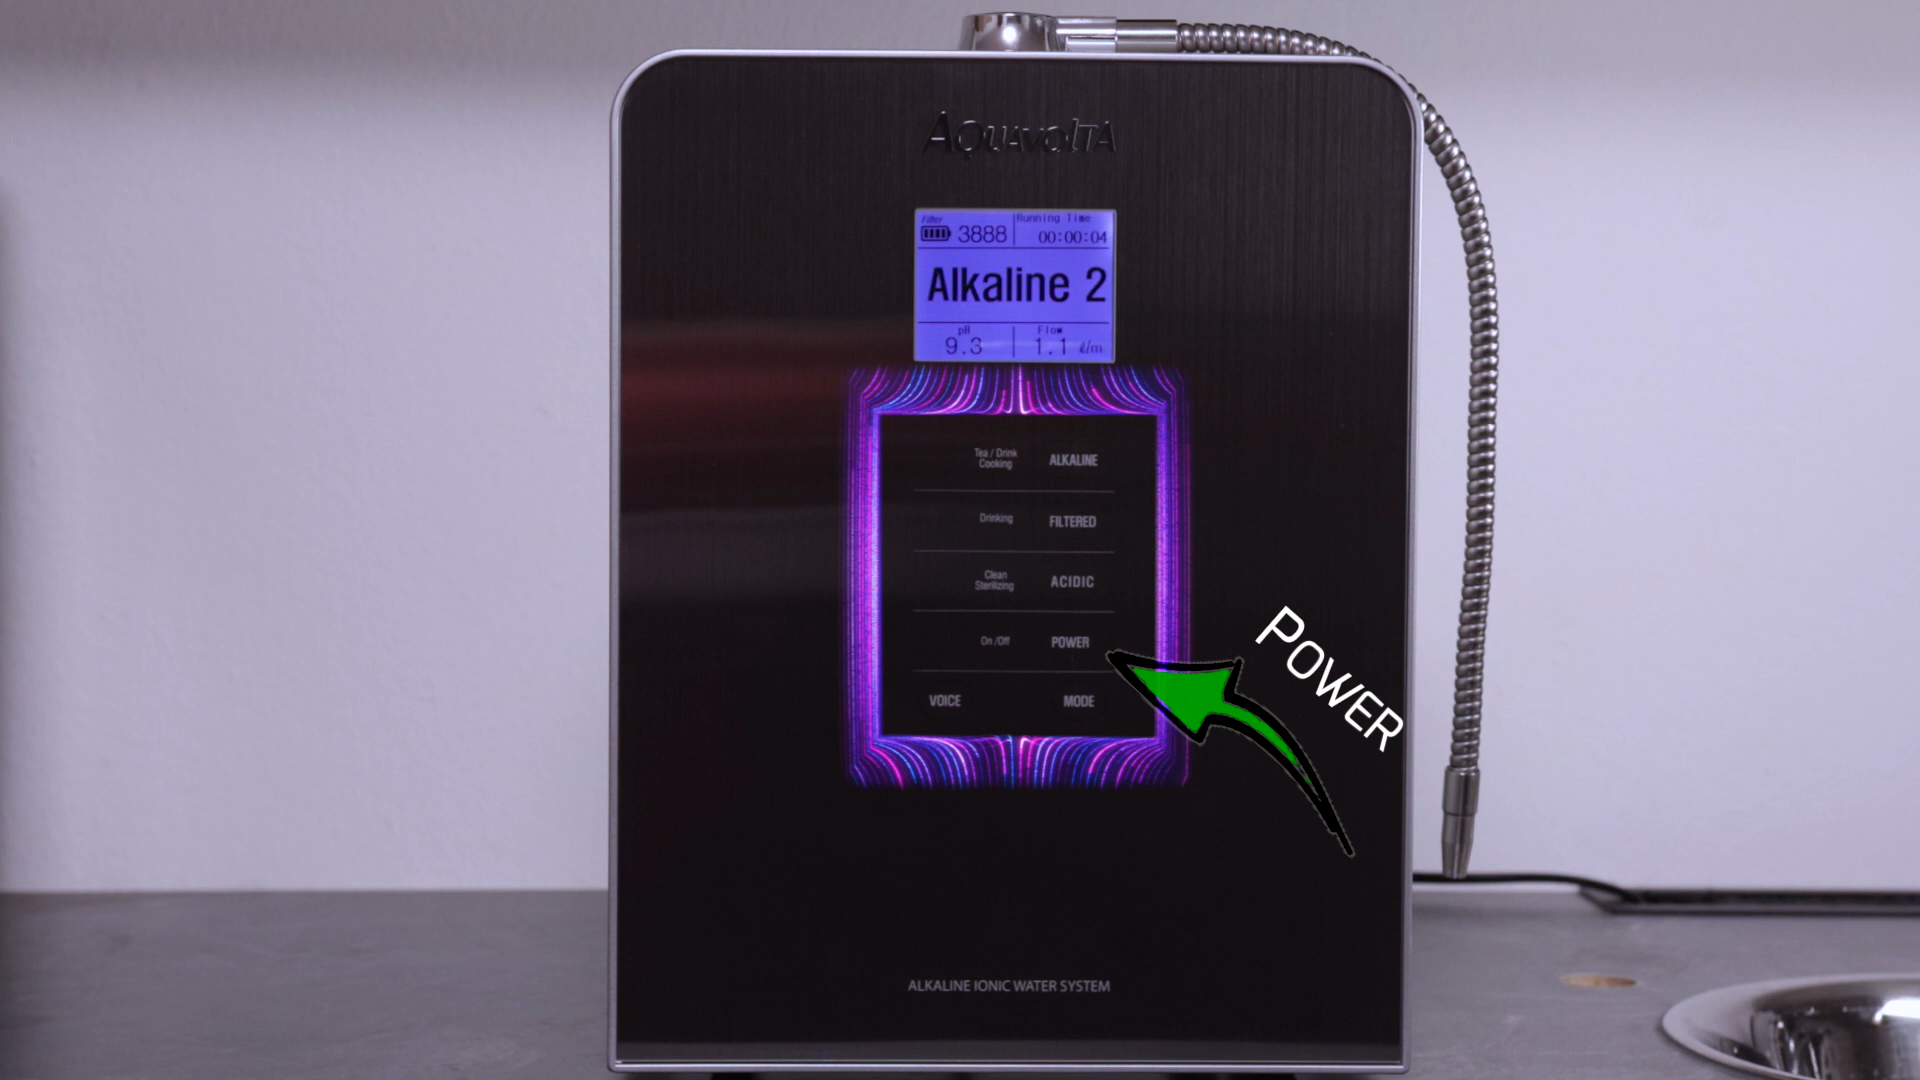 AQUAVOLTA
Filter
Running Time
3888
00:00:04
Alkaline 2
pH
Flow
9.3
1.1 ℓ/m
Tea / Drink
Cooking
ALKALINE
Drinking
FILTERED
Clean
Sterilizing
ACIDIC
On /Off
POWER
VOICE
MODE
POWER
ALKALINE IONIC WATER SYSTEM